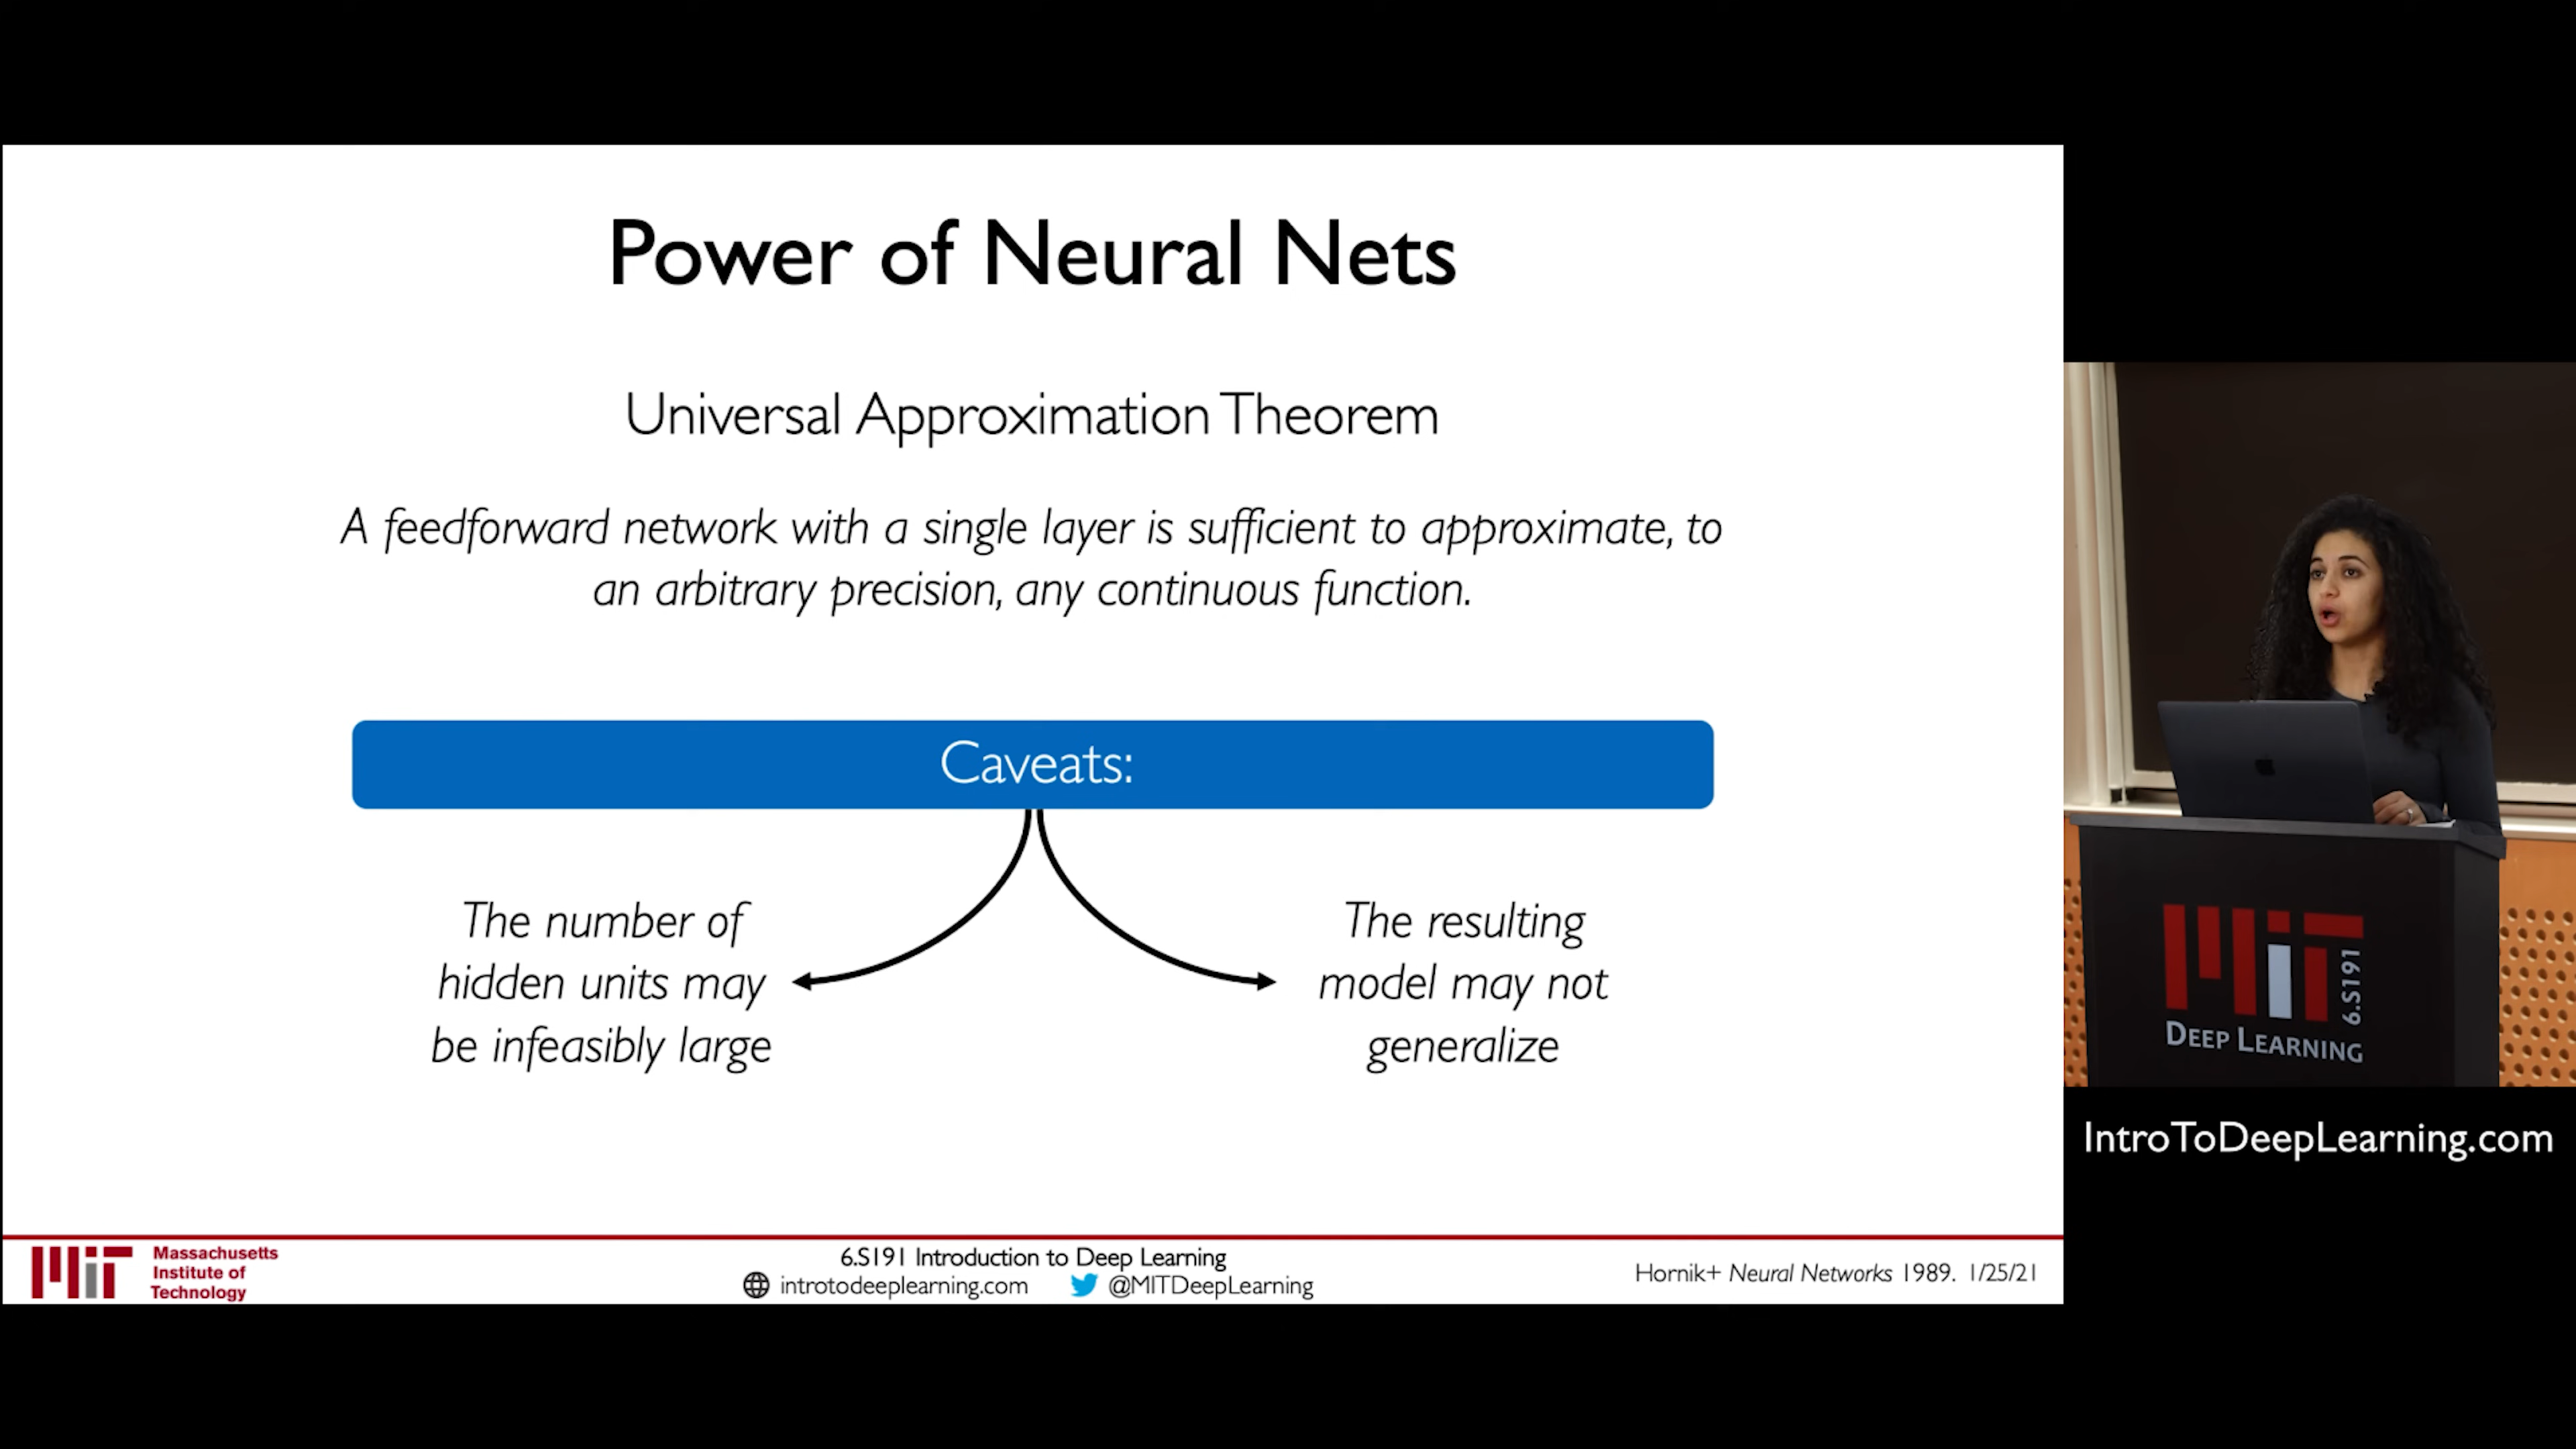 Power of Neural Nets
Universal Approximation Theorem
A feedforward network with a single layer is sufficient to approximate, to
an arbitrary precision, any continuous function.
Caveats:
The number of
hidden units may
be infeasibly large
The resulting
model may not
generalize
MIT
6.S191
DEEP LEARNING
IntroToDeepLearning.com
MIT
Massachusetts
Institute of
Technology
6.S191 Introduction to Deep Learning
introtodeeplearning.com @MITDeepLearning
Hornik+ Neural Networks 1989. 1/25/21